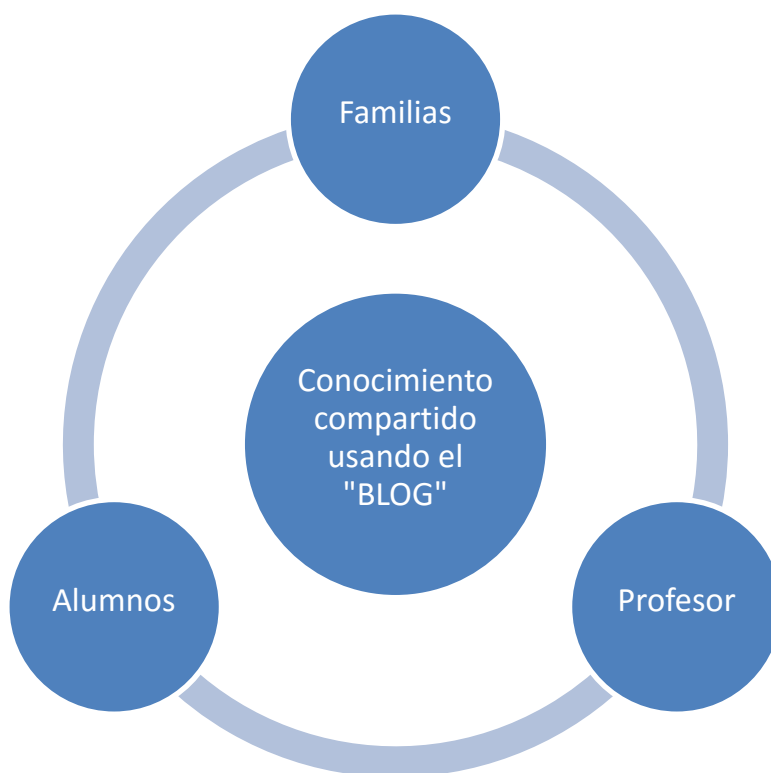 Familias
Conocimiento
compartido
usando el
"BLOG"
Alumnos
Profesor